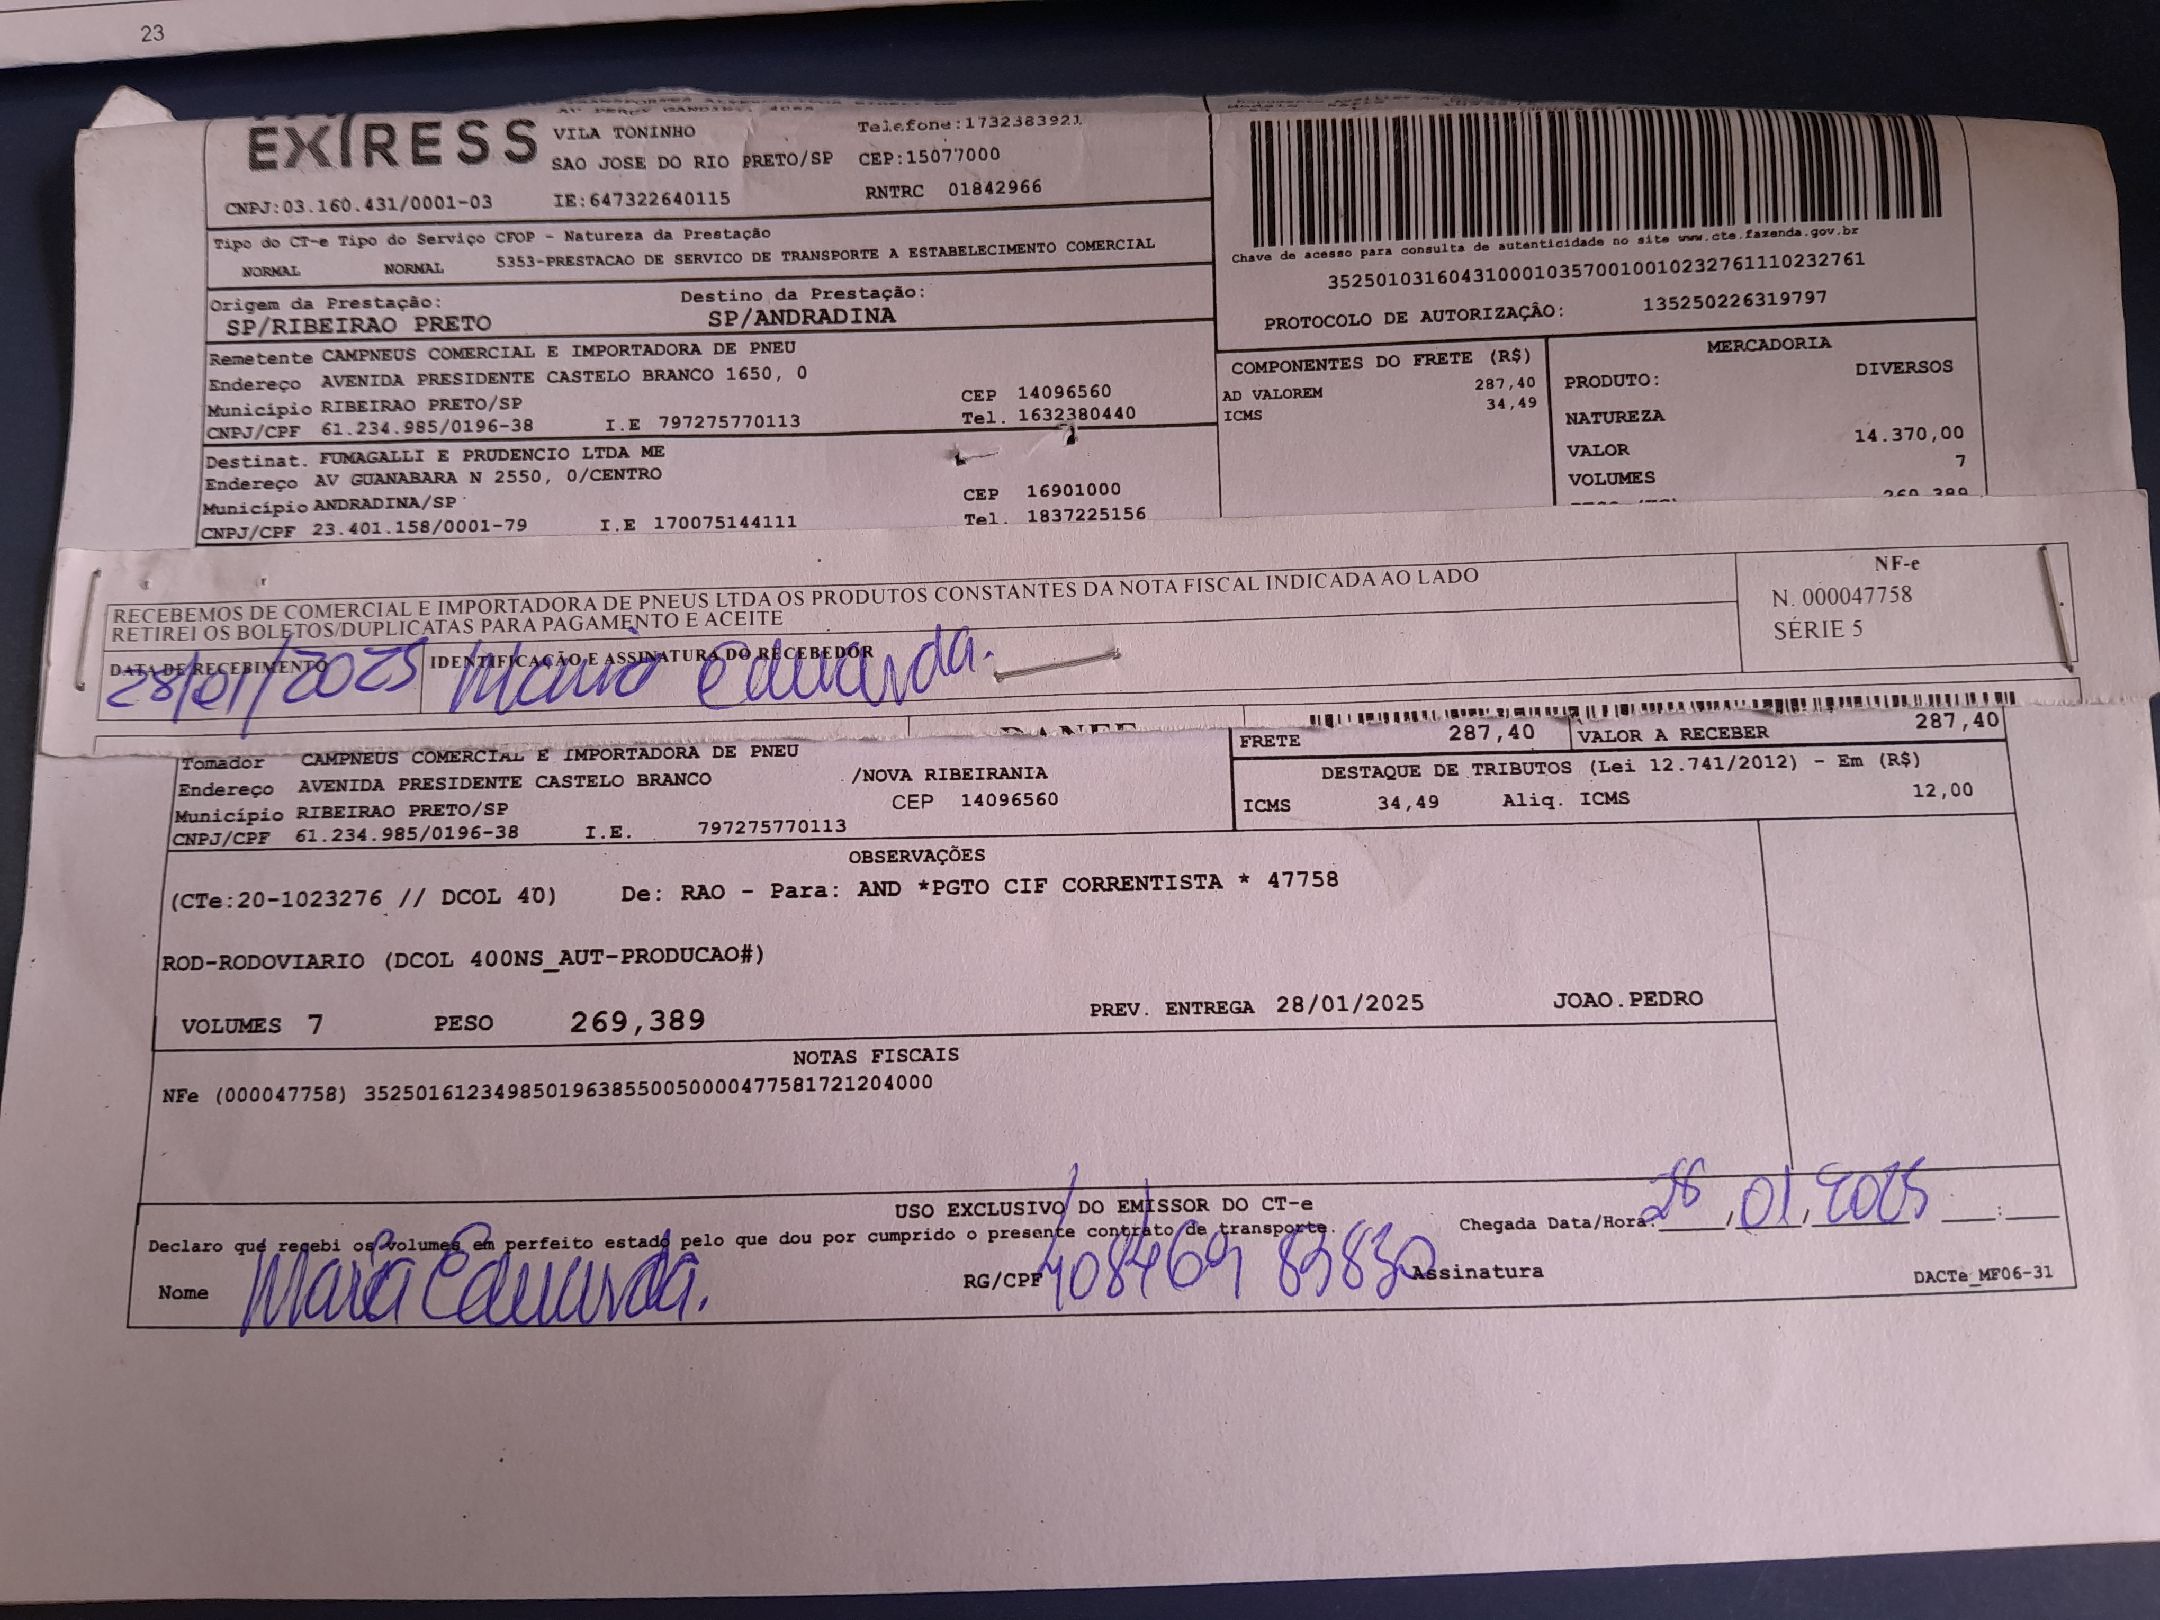 23
EXPRESS
VILA TONINHO Telefone:1732383921
SAO JOSE DO RIO PRETO/SP CEP:15077000
CNPJ:03.160.431/0001-03 IE:647322640115 RNTRC 01842966
Tipo do CT-e Tipo do Serviço CFOP - Natureza da Prestação
NORMAL NORMAL 5353-PRESTACAO DE SERVICO DE TRANSPORTE A ESTABELECIMENTO COMERCIAL
Origem da Prestação: Destino da Prestação:
SP/RIBEIRAO PRETO SP/ANDRADINA
Chave de acesso para consulta de autenticidade no site www.cte.fazenda.gov.br
35250103160431000103570010010232761110232761
PROTOCOLO DE AUTORIZAÇÂO: 135250226319797
Remetente CAMPNEUS COMERCIAL E IMPORTADORA DE PNEU
Endereço AVENIDA PRESIDENTE CASTELO BRANCO 1650, 0
Município RIBEIRAO PRETO/SP CEP 14096560
CNPJ/CPF 61.234.985/0196-38 I.E 797275770113 Tel. 1632380440
Destinat. FUMAGALLI E PRUDENCIO LTDA ME
Endereço AV GUANABARA N 2550, 0/CENTRO
Município ANDRADINA/SP CEP 16901000
CNPJ/CPF 23.401.158/0001-79 I.E 170075144111 Tel. 1837225156
COMPONENTES DO FRETE (R$)
AD VALOREM 287,40
ICMS 34,49
MERCADORIA
PRODUTO: DIVERSOS
NATUREZA
VALOR 14.370,00
VOLUMES 7
269,389
RECEBEMOS DE COMERCIAL E IMPORTADORA DE PNEUS LTDA OS PRODUTOS CONSTANTES DA NOTA FISCAL INDICADA AO LADO
RETIREI OS BOLETOS/DUPLICATAS PARA PAGAMENTO E ACEITE
DATA DE RECEBIMENTO IDENTIFICAÇÃO E ASSINATURA DO RECEBEDOR
28/01/2025 Maria Eduarda.
NF-e
N. 000047758
SÉRIE 5
DANFE
FRETE 287,40 VALOR A RECEBER 287,40
Tomador CAMPNEUS COMERCIAL E IMPORTADORA DE PNEU
Endereço AVENIDA PRESIDENTE CASTELO BRANCO /NOVA RIBEIRANIA
Município RIBEIRAO PRETO/SP CEP 14096560
CNPJ/CPF 61.234.985/0196-38 I.E. 797275770113
DESTAQUE DE TRIBUTOS (Lei 12.741/2012) - Em (R$)
ICMS 34,49 Aliq. ICMS 12,00
OBSERVAÇÕES
(CTe:20-1023276 // DCOL 40) De: RAO - Para: AND *PGTO CIF CORRENTISTA * 47758
ROD-RODOVIARIO (DCOL 400NS_AUT-PRODUCAO#)
VOLUMES 7 PESO 269,389 PREV. ENTREGA 28/01/2025 JOAO.PEDRO
NOTAS FISCAIS
NFe (000047758) 35250161234985019638550050000477581721204000
USO EXCLUSIVO DO EMISSOR DO CT-e
Declaro que recebi os volumes em perfeito estado pelo que dou por cumprido o presente contrato de transporte. Chegada Data/Hora: 28/01/2025 :
Nome Maria Eduarda. RG/CPF 40846983830 Assinatura DACTe_MF06-31